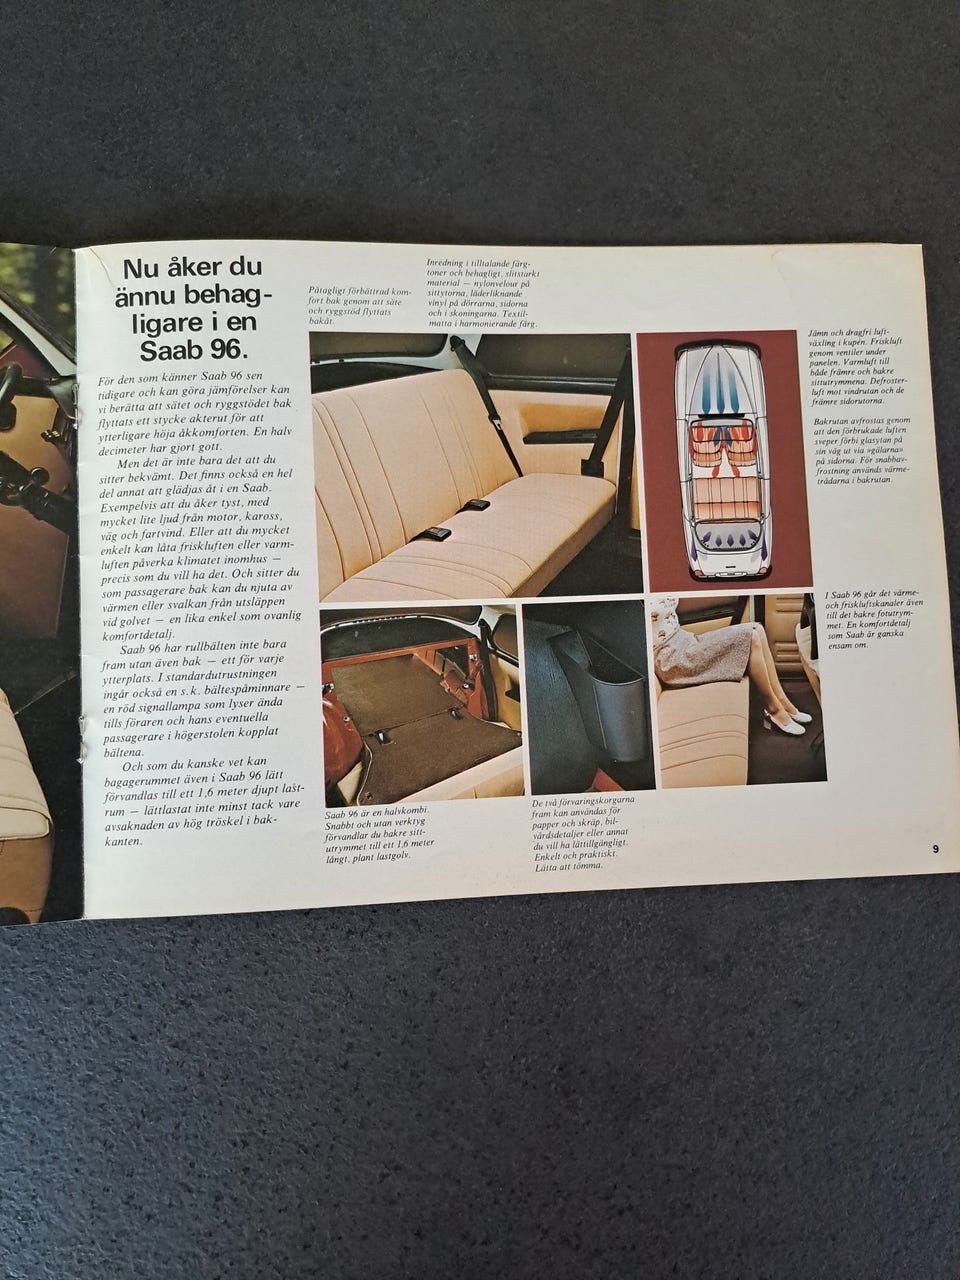 Nu åker du
ännu behag-
ligare i en
Saab 96.
För den som känner Saab 96 sen
tidigare och kan göra jämförelser kan
vi berätta att sätet och ryggstödet bak
flyttats ett stycke akterut för att
ytterligare höja åkkomforten. En halv
decimeter har gjort gott.
Men det är inte bara det att du
sitter bekvämt. Det finns också en hel
del annat att glädjas åt i en Saab.
Exempelvis att du åker tyst, med
mycket lite ljud från motor, kaross,
väg och fartvind. Eller att du mycket
enkelt kan låta friskluften eller varm-
luften påverka klimatet inomhus —
precis som du vill ha det. Och sitter du
som passagerare bak kan du njuta av
värmen eller svalkan från utsläppen
vid golvet — en lika enkel som ovanlig
komfortdetalj.
Saab 96 har rullbälten inte bara
fram utan även bak — ett för varje
ytterplats. I standardutrustningen
ingår också en s.k. bältespåminnare —
en röd signallampa som lyser ända
tills föraren och hans eventuella
passagerare i högerstolen kopplat
bältena.
Och som du kanske vet kan
bagagerummet även i Saab 96 lätt
förvandlas till ett 1,6 meter djupt last-
rum — lättlastat inte minst tack vare
avsaknaden av hög tröskel i bak-
kanten.
Påtagligt förbättrad kom-
fort bak genom att säte
och ryggstöd flyttats
bakåt.
Inredning i tilltalande färg-
toner och behagligt, slitstarkt
material — nylonvelour på
sittytorna, läderliknande
vinyl på dörrarna, sidorna
och i skoningarna. Textil-
matta i harmonierande färg.
Jämn och dragfri luft-
växling i kupén. Friskluft
genom ventiler under
panelen. Varmluft till
både främre och bakre
sittutrymmena. Defroster-
luft mot vindrutan och de
främre sidorutorna.
Bakrutan avfrostas genom
att den förbrukade luften
sveper förbi glasytan på
sin väg ut via »gälarna»
på sidorna. För snabbav-
frostning används värme-
trådarna i bakrutan.
I Saab 96 går det värme-
och friskluftskanaler även
till det bakre fotutrym-
met. En komfortdetalj
som Saab är ganska
ensam om.
Saab 96 är en halvkombi.
Snabbt och utan verktyg
förvandlar du bakre sitt-
utrymmet till ett 1,6 meter
långt, plant lastgolv.
De två förvaringskorgarna
fram kan användas för
papper och skräp, bil-
vårdsdetaljer eller annat
du vill ha lättillgängligt.
Enkelt och praktiskt.
Lätta att tömma.
9